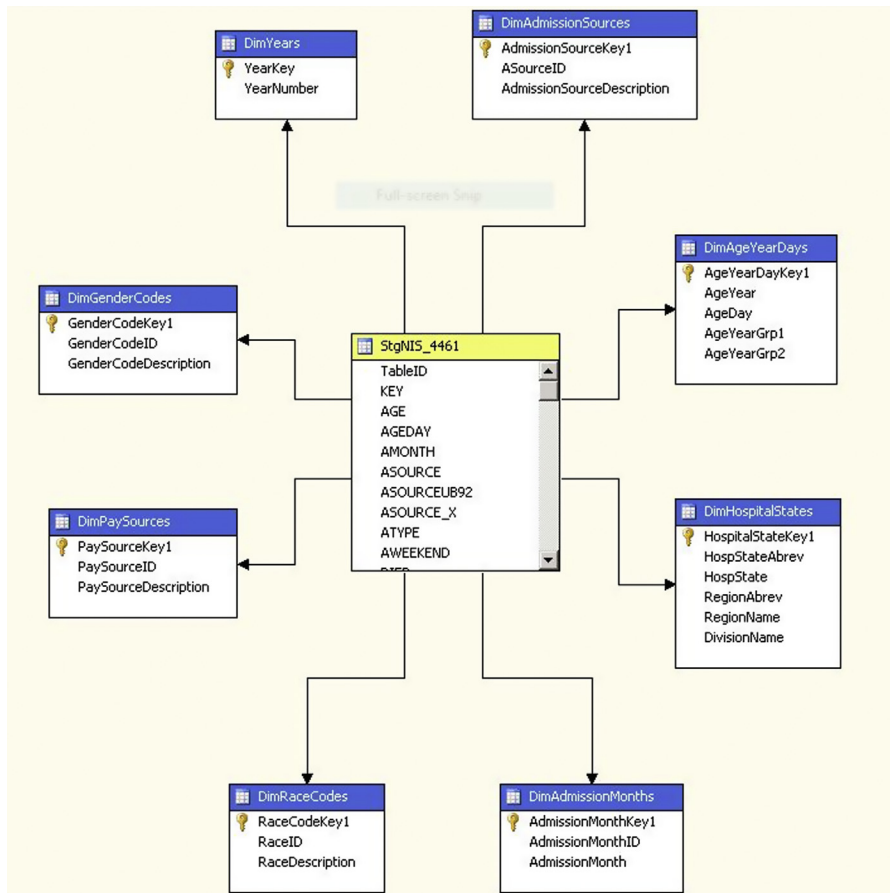 DimYears
YearKey
YearNumber
DimAdmissionSources
AdmissionSourceKey1
ASourceID
AdmissionSourceDescription
Full-screen Snip
DimAgeYearDays
AgeYearDayKey1
AgeYear
AgeDay
AgeYearGrp1
AgeYearGrp2
DimGenderCodes
GenderCodeKey1
GenderCodeID
GenderCodeDescription
StgNIS_4461
TableID
KEY
AGE
AGEDAY
AMONTH
ASOURCE
ASOURCEUB92
ASOURCE_X
ATYPE
AWEEKEND
DimPaySources
PaySourceKey1
PaySourceID
PaySourceDescription
DimHospitalStates
HospitalStateKey1
HospStateAbrev
HospState
RegionAbrev
RegionName
DivisionName
DimRaceCodes
RaceCodeKey1
RaceID
RaceDescription
DimAdmissionMonths
AdmissionMonthKey1
AdmissionMonthID
AdmissionMonth